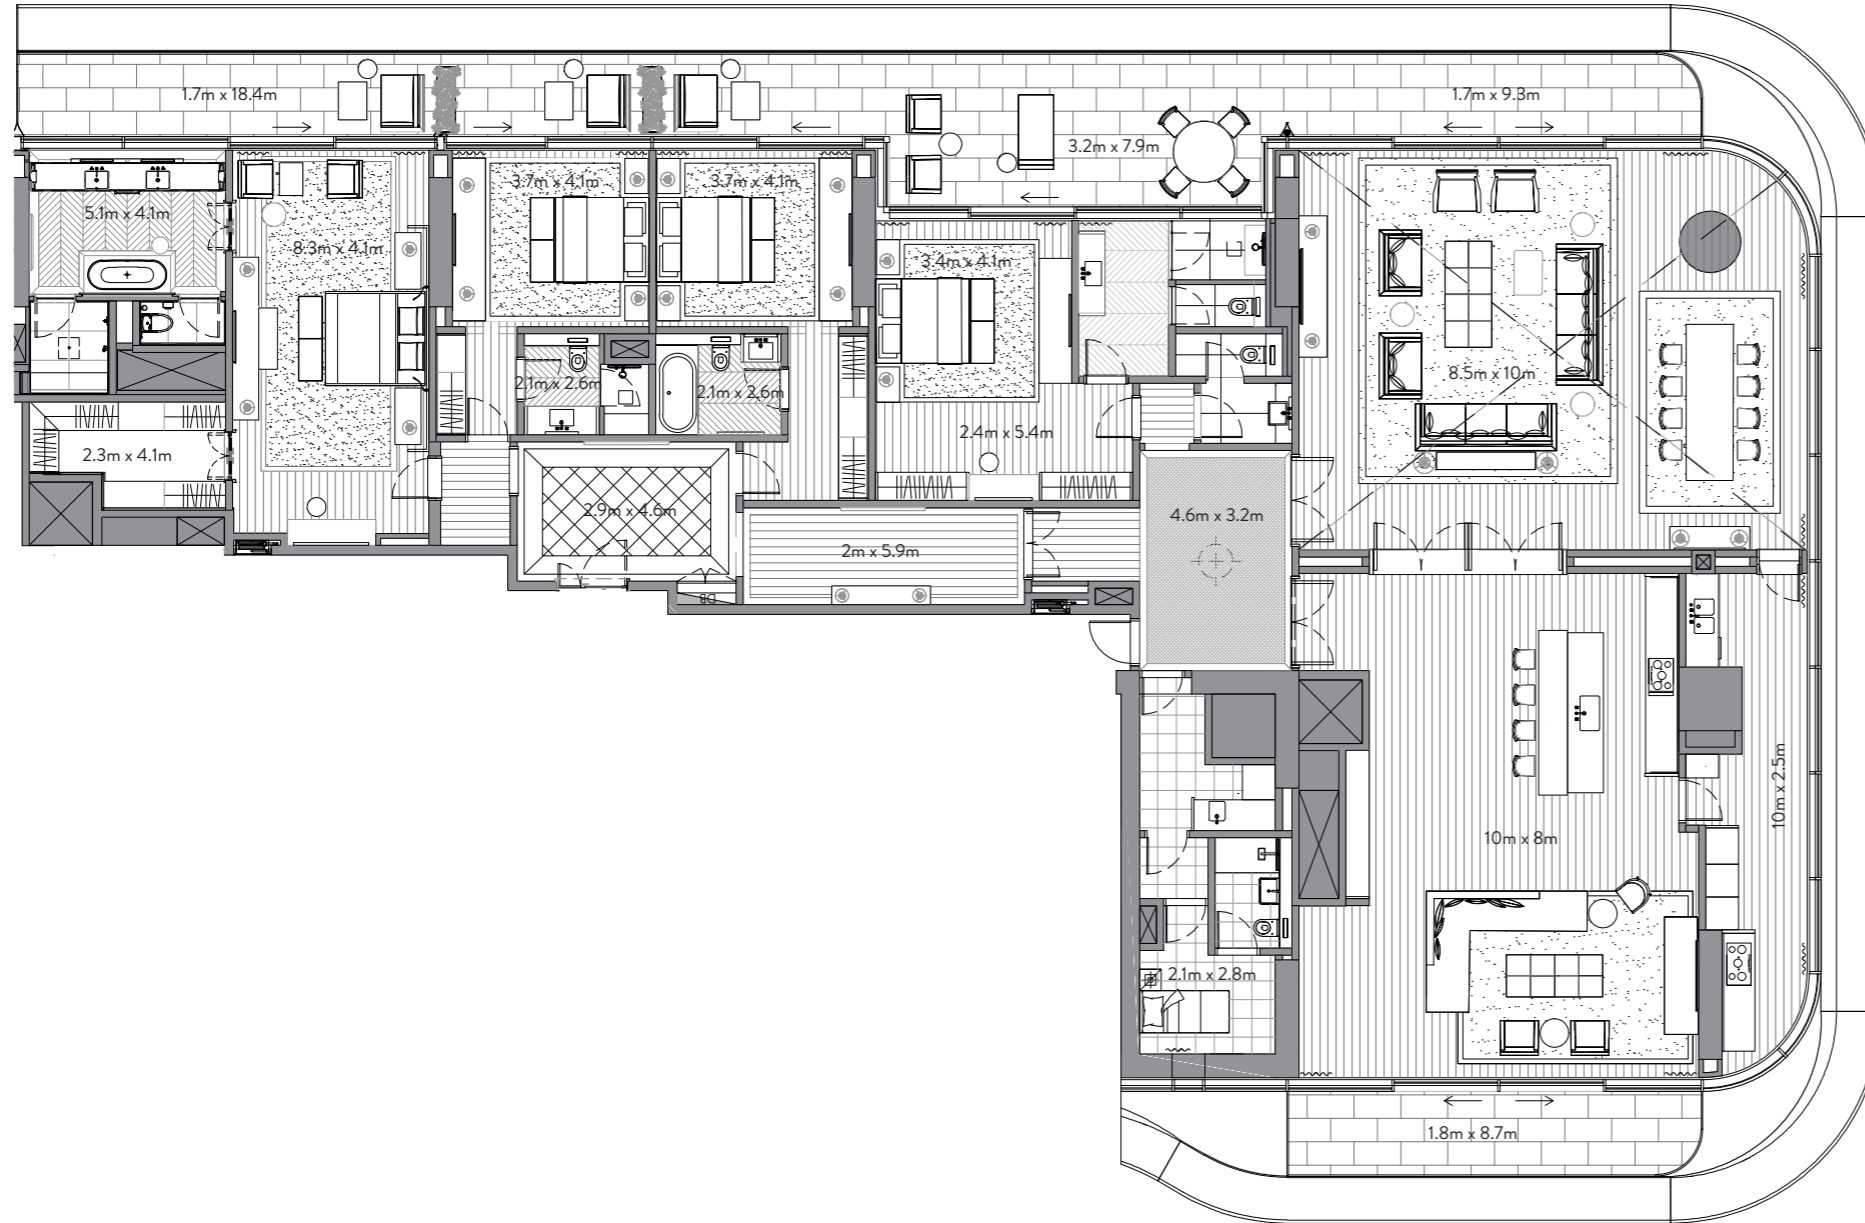 1.7m x 18.4m
1.7m x 9.3m
3.2m x 7.9m
3.7m x 4.1m
3.7m x 4.1m
5.1m x 4.1m
8.3m x 4.1m
3.4m x 4.1m
8.5m x 10m
2.1m x 2.6m
2.1m x 2.6m
2.4m x 5.4m
2.3m x 4.1m
2.9m x 4.6m
4.6m x 3.2m
2m x 5.9m
DB
10m x 2.5m
10m x 8m
2.1m x 2.8m
1.8m x 8.7m